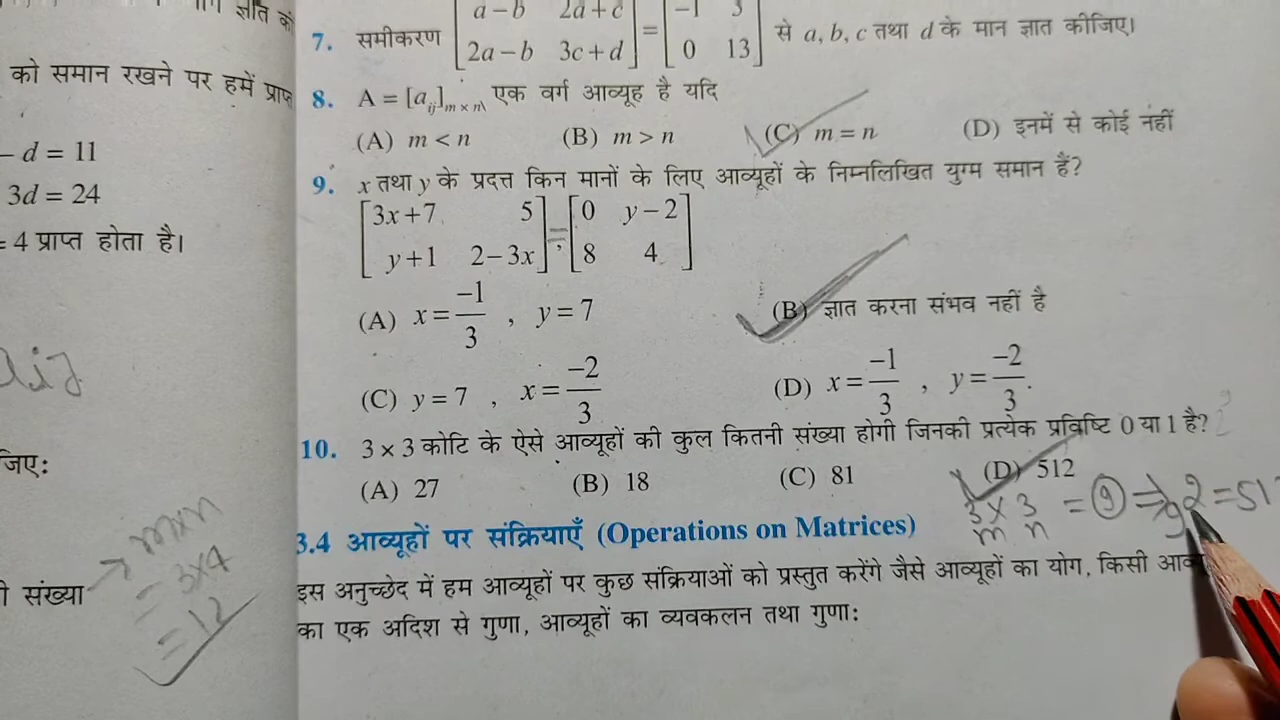 ज्ञात की
को समान रखने पर हमें प्राप्त
– d = 11
3d = 24
= 4 प्राप्त होता है।
aij
जिए:
ी संख्या
→ m×n
= 3×4
= 12
7. समीकरण [a – b 2a + c / 2a – b 3c + d] = [–1 5 / 0 13] से a, b, c तथा d के मान ज्ञात कीजिए।
8. A = [aij]m × n\ एक वर्ग आव्यूह है यदि
(A) m < n (B) m > n (C) m = n (D) इनमें से कोई नहीं
9. x तथा y के प्रदत्त किन मानों के लिए आव्यूहों के निम्नलिखित युग्म समान हैं?
[3x + 7 5 / y + 1 2 – 3x] = , [0 y – 2 / 8 4]
(A) x = –1/3 , y = 7 (B) ज्ञात करना संभव नहीं है
(C) y = 7 , x = –2/3 (D) x = –1/3 , y = –2/3.
10. 3 × 3 कोटि के ऐसे आव्यूहों की कुल कितनी संख्या होगी जिनकी प्रत्येक प्रविष्टि 0 या 1 है?
(A) 27 (B) 18 (C) 81 (D) 512
3 × 3 = 9 ⇒ = 51
m n
3.4 आव्यूहों पर संक्रियाएँ (Operations on Matrices)
इस अनुच्छेद में हम आव्यूहों पर कुछ संक्रियाओं को प्रस्तुत करेंगे जैसे आव्यूहों का योग, किसी आव्य
का एक अदिश से गुणा, आव्यूहों का व्यवकलन तथा गुणा: